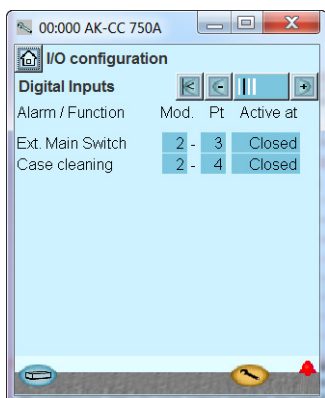 00:000 AK-CC 750A
I/O configuration
Digital Inputs
Alarm / Function Mod. Pt Active at
Ext. Main Switch 2 - 3 Closed
Case cleaning 2 - 4 Closed